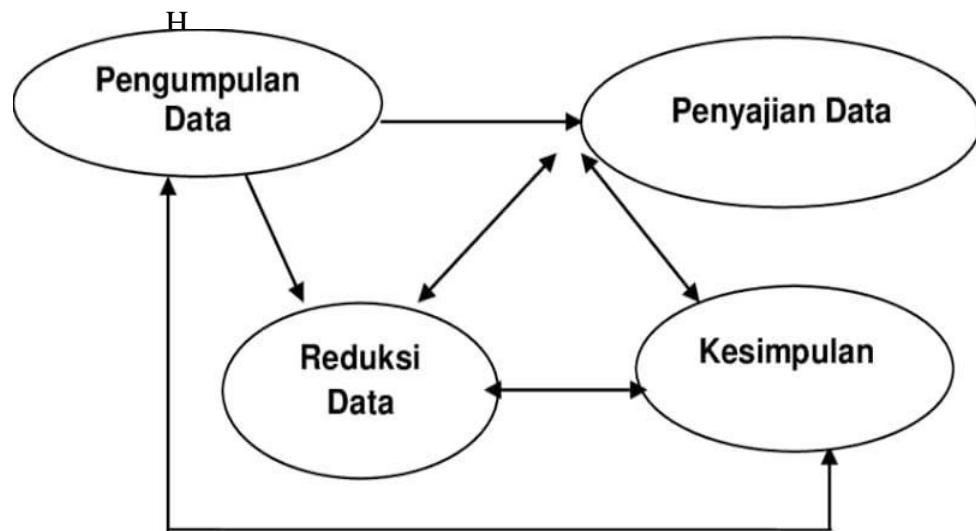 H
Pengumpulan
Data
Penyajian Data
Reduksi
Data
Kesimpulan